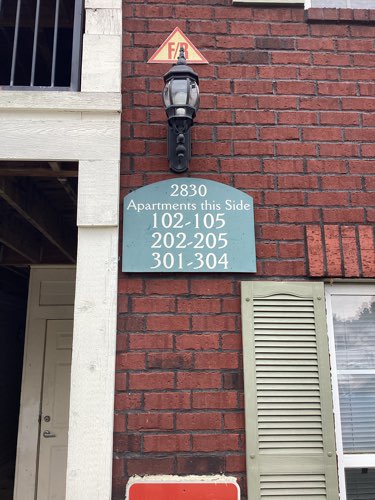 F/R
2830
Apartments this Side
102-105
202-205
301-304